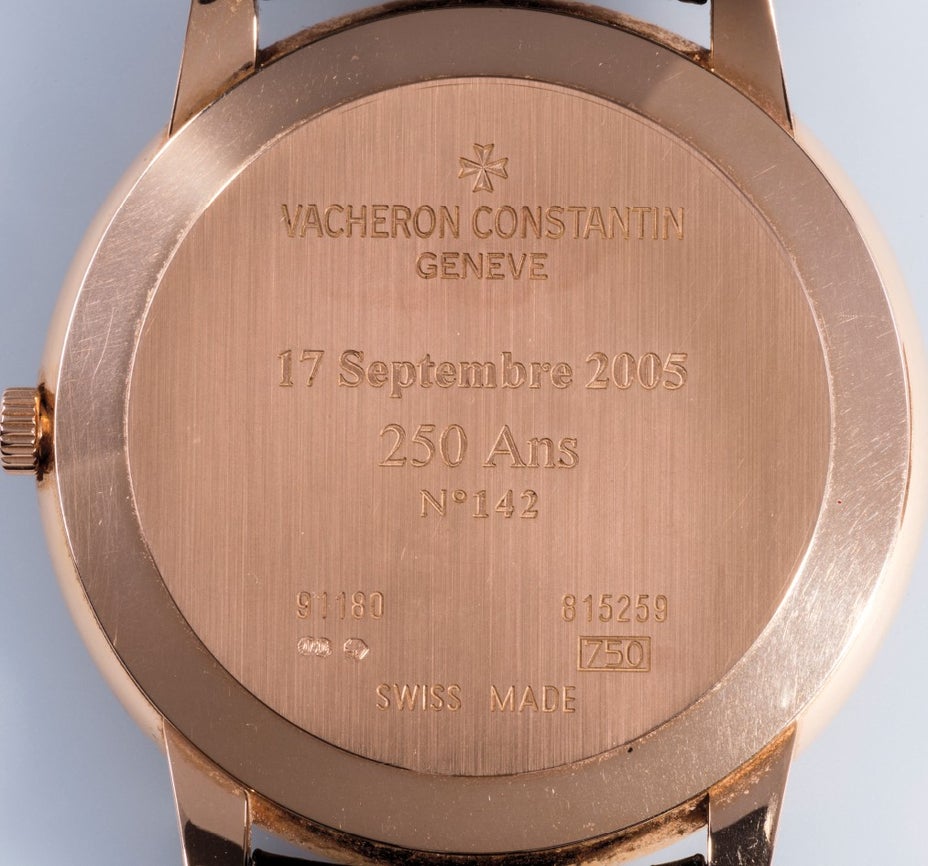 VACHERON CONSTANTIN
GENEVE
17 Septembre 2005
250 Ans
N°142
91180 815259
750
SWISS MADE